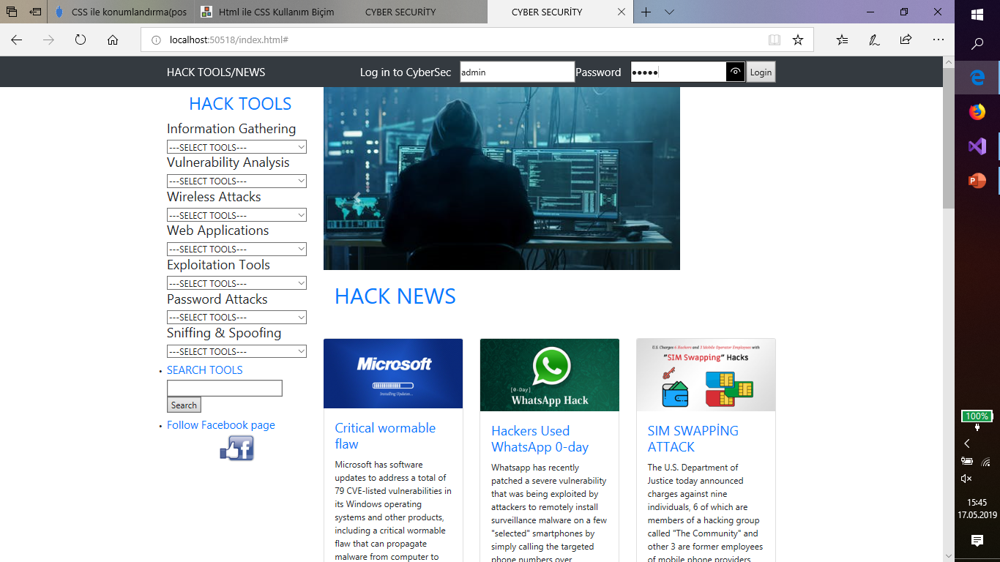 CSS ile konumlandırma(pos
Html ile CSS Kullanım Biçim
CYBER SECURİTY
CYBER SECURİTY
localhost:50518/index.html#
HACK TOOLS/NEWS
Log in to CyberSec
admin
Password
●●●●●
Login
HACK TOOLS
Information Gathering
---SELECT TOOLS---
Vulnerability Analysis
---SELECT TOOLS---
Wireless Attacks
---SELECT TOOLS---
Web Applications
---SELECT TOOLS---
Exploitation Tools
---SELECT TOOLS---
Password Attacks
---SELECT TOOLS---
Sniffing & Spoofing
---SELECT TOOLS---
• SEARCH TOOLS
Search
• Follow Facebook page
HACK NEWS
Microsoft
Installing Updates...
Critical wormable
flaw
Microsoft has software
updates to address a total of
79 CVE-listed vulnerabilities in
its Windows operating
systems and other products,
including a critical wormable
flaw that can propagate
malware from computer to
[0-Day]
WhatsApp Hack
Hackers Used
WhatsApp 0-day
Whatsapp has recently
patched a severe vulnerability
that was being exploited by
attackers to remotely install
surveillance malware on a few
"selected" smartphones by
simply calling the targeted
phone numbers over
U.S. Charges 6 Hackers and 3 Mobile Operator Employees with
"SIM Swapping" Hacks
SIM SWAPPİNG
ATTACK
The U.S. Department of
Justice today announced
charges against nine
individuals, 6 of which are
members of a hacking group
called "The Community" and
other 3 are former employees
of mobile phone providers
100%
15:45
17.05.2019